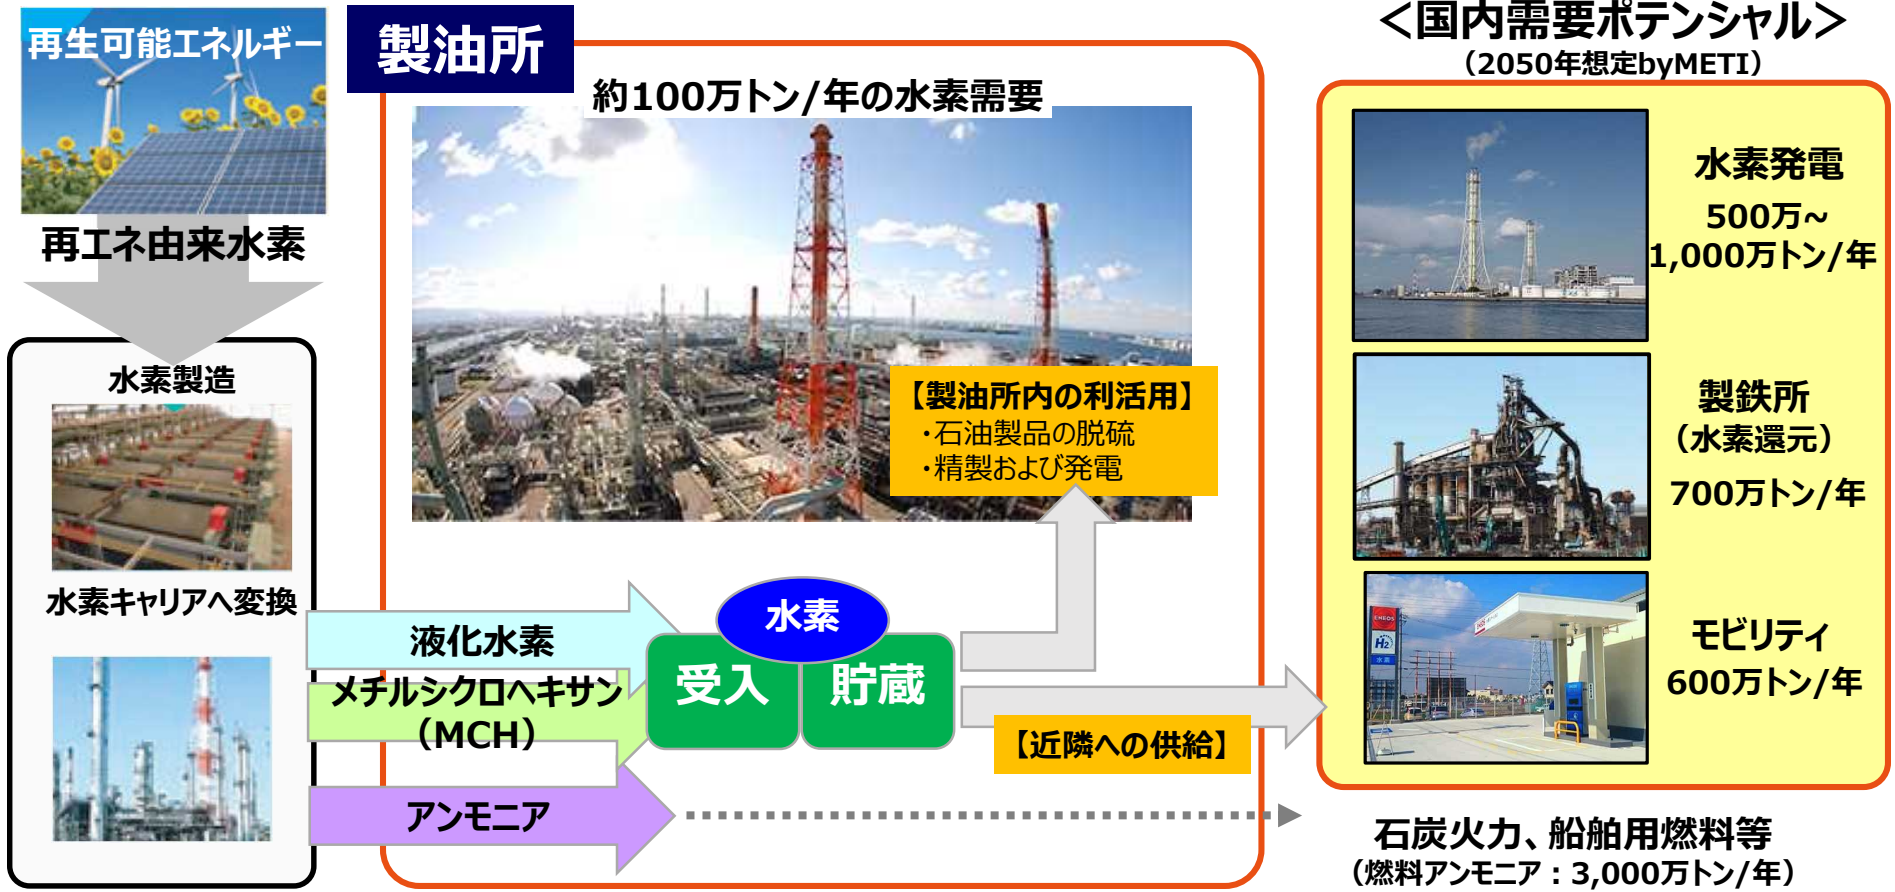 再生可能エネルギー
再エネ由来水素
水素製造
水素キャリアへ変換
製油所
約100万トン/年の水素需要
【製油所内の利活用】
・石油製品の脱硫
・精製および発電
液化水素
メチルシクロヘキサン
（MCH）
アンモニア
水素
受入
貯蔵
【近隣への供給】
＜国内需要ポテンシャル＞
（2050年想定byMETI）
水素発電
500万~
1,000万トン/年
製鉄所
（水素還元）
700万トン/年
ENEOS
H2
水素
モビリティ
600万トン/年
石炭火力、船舶用燃料等
（燃料アンモニア：3,000万トン/年）